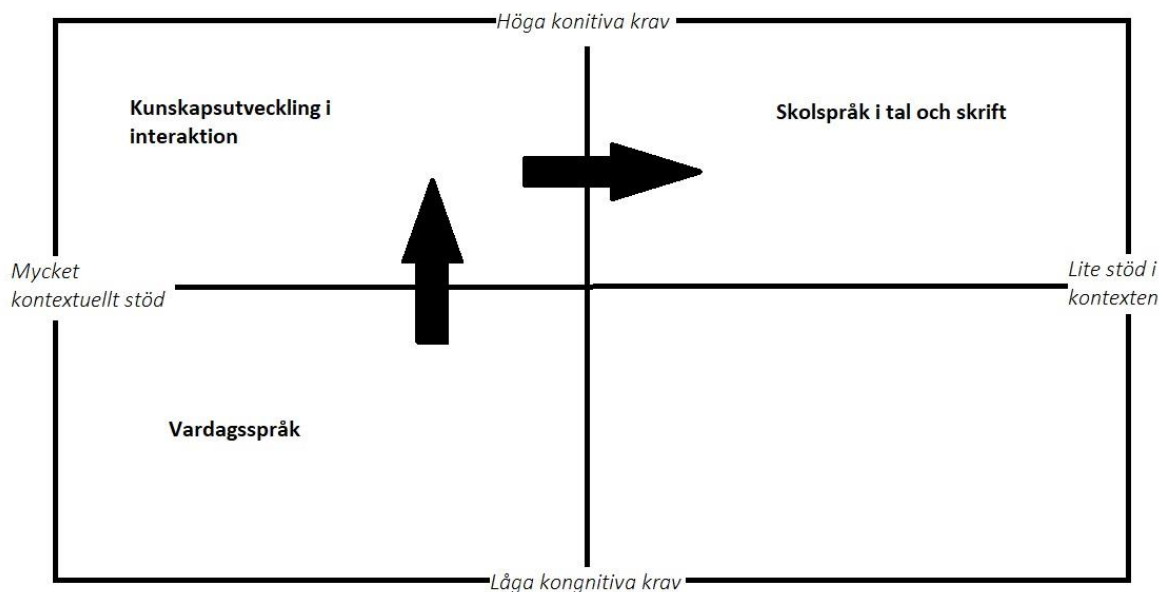 Höga konitiva krav
Kunskapsutveckling i
interaktion
Skolspråk i tal och skrift
Mycket
kontextuellt stöd
Lite stöd i
kontexten
Vardagsspråk
Låga kongnitiva krav